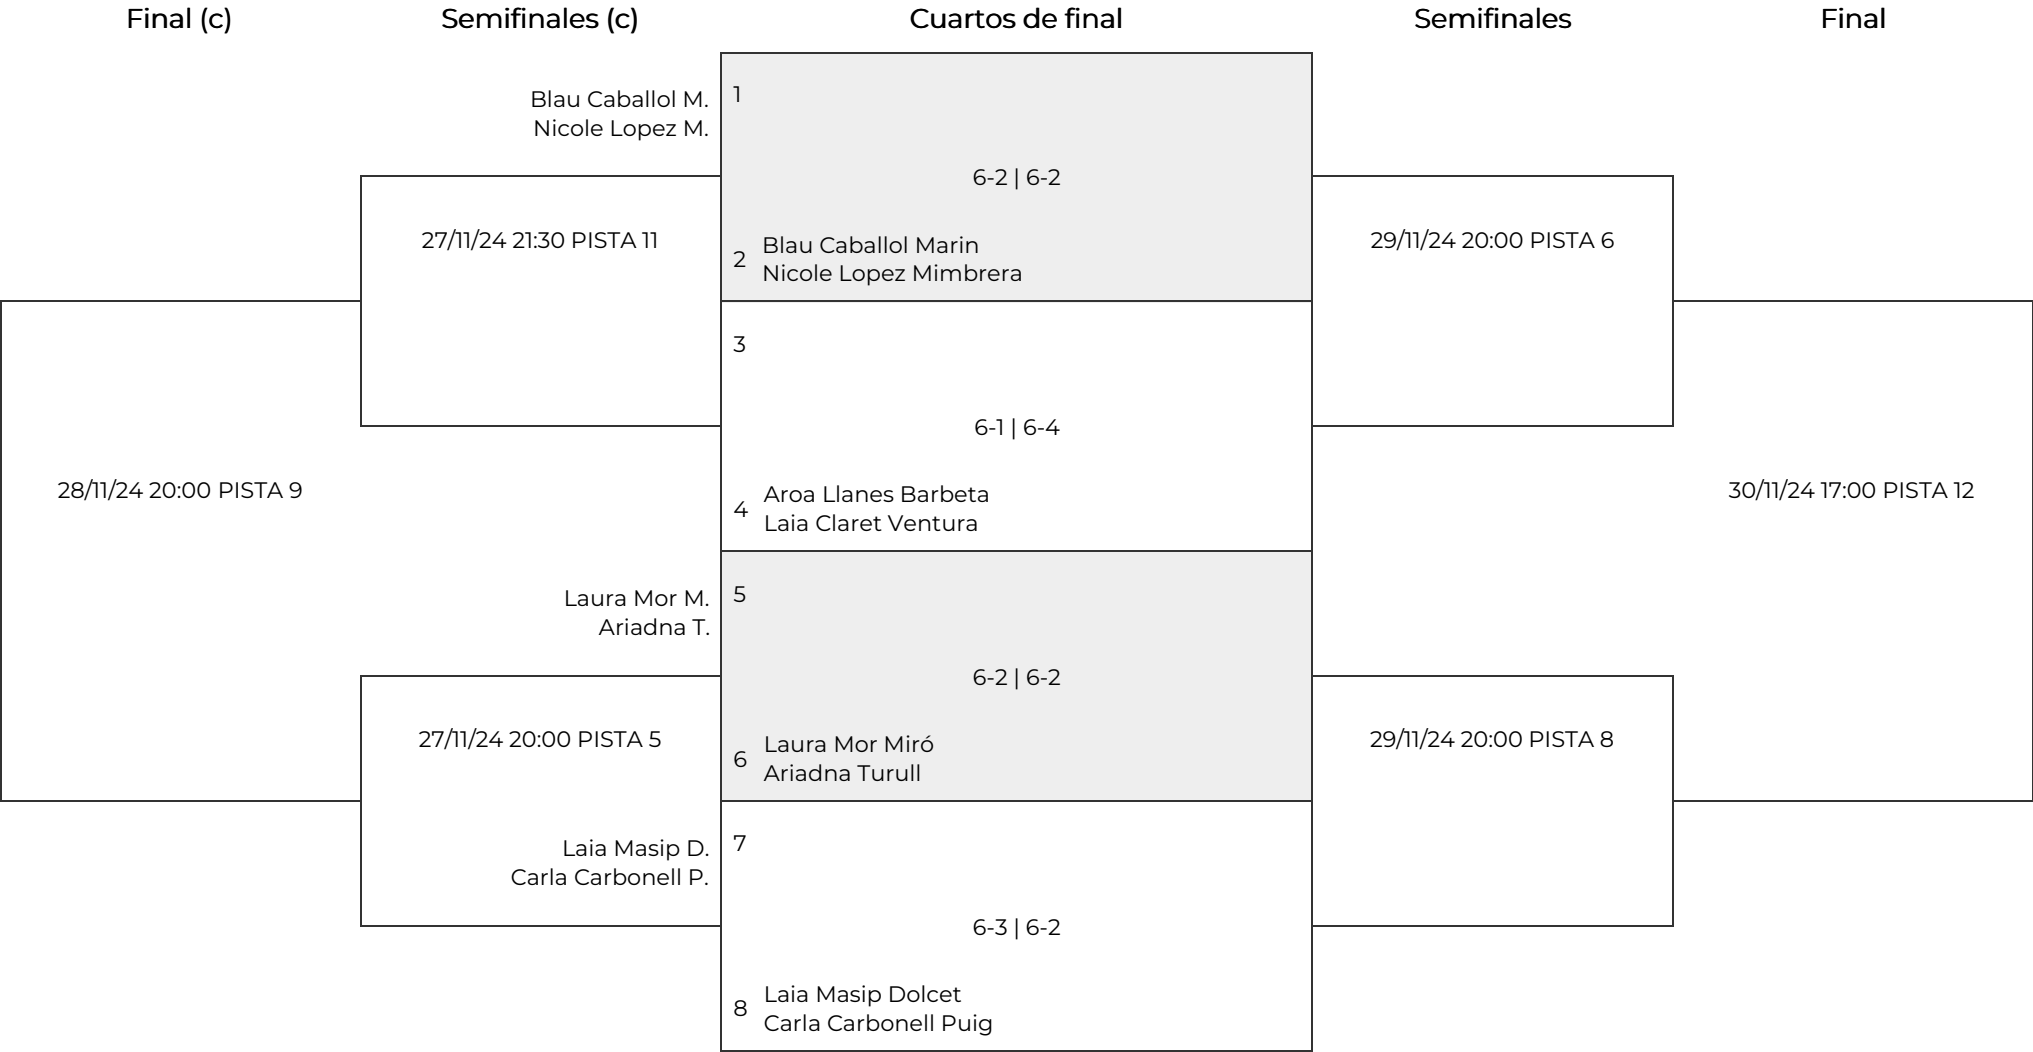 Final (c)
Semifinales (c)
Cuartos de final
Semifinales
Final
Blau Caballol M.
Nicole Lopez M.
1
6-2 | 6-2
27/11/24 21:30 PISTA 11
2
Blau Caballol Marin
Nicole Lopez Mimbrera
29/11/24 20:00 PISTA 6
3
6-1 | 6-4
28/11/24 20:00 PISTA 9
4
Aroa Llanes Barbeta
Laia Claret Ventura
30/11/24 17:00 PISTA 12
Laura Mor M.
Ariadna T.
5
6-2 | 6-2
27/11/24 20:00 PISTA 5
6
Laura Mor Miró
Ariadna Turull
29/11/24 20:00 PISTA 8
Laia Masip D.
Carla Carbonell P.
7
6-3 | 6-2
8
Laia Masip Dolcet
Carla Carbonell Puig